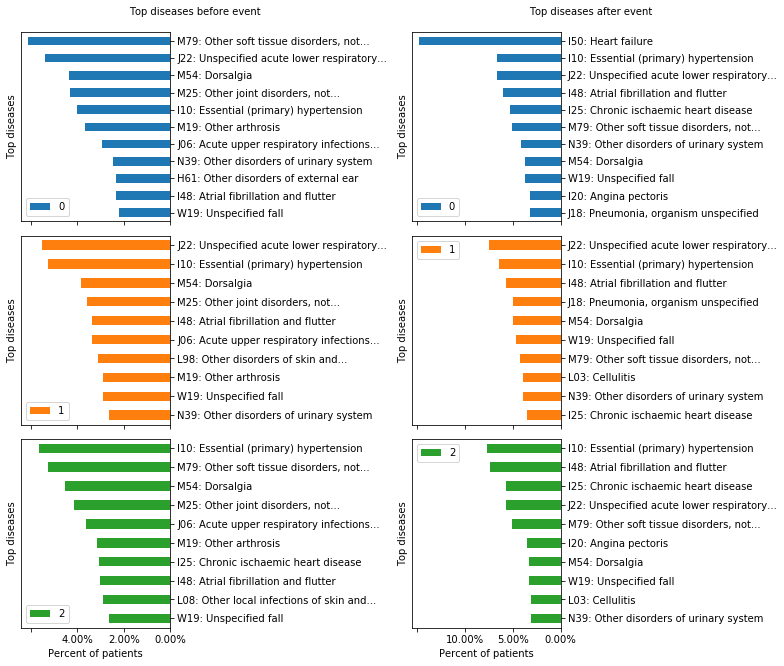 Top diseases before event
M79: Other soft tissue disorders, not...
J22: Unspecified acute lower respiratory...
M54: Dorsalgia
M25: Other joint disorders, not...
I10: Essential (primary) hypertension
M19: Other arthrosis
J06: Acute upper respiratory infections...
N39: Other disorders of urinary system
H61: Other disorders of external ear
I48: Atrial fibrillation and flutter
W19: Unspecified fall
Top diseases
0
J22: Unspecified acute lower respiratory...
I10: Essential (primary) hypertension
M54: Dorsalgia
M25: Other joint disorders, not...
I48: Atrial fibrillation and flutter
J06: Acute upper respiratory infections...
L98: Other disorders of skin and...
M19: Other arthrosis
W19: Unspecified fall
N39: Other disorders of urinary system
Top diseases
1
I10: Essential (primary) hypertension
M79: Other soft tissue disorders, not...
M54: Dorsalgia
M25: Other joint disorders, not...
J06: Acute upper respiratory infections...
M19: Other arthrosis
I25: Chronic ischaemic heart disease
I48: Atrial fibrillation and flutter
L08: Other local infections of skin and...
W19: Unspecified fall
Top diseases
2
4.00% 2.00% 0.00%
Percent of patients
Top diseases after event
I50: Heart failure
I10: Essential (primary) hypertension
J22: Unspecified acute lower respiratory...
I48: Atrial fibrillation and flutter
I25: Chronic ischaemic heart disease
M79: Other soft tissue disorders, not...
N39: Other disorders of urinary system
M54: Dorsalgia
W19: Unspecified fall
I20: Angina pectoris
J18: Pneumonia, organism unspecified
Top diseases
0
J22: Unspecified acute lower respiratory...
I10: Essential (primary) hypertension
I48: Atrial fibrillation and flutter
J18: Pneumonia, organism unspecified
M54: Dorsalgia
W19: Unspecified fall
M79: Other soft tissue disorders, not...
L03: Cellulitis
N39: Other disorders of urinary system
I25: Chronic ischaemic heart disease
Top diseases
1
I10: Essential (primary) hypertension
I48: Atrial fibrillation and flutter
I25: Chronic ischaemic heart disease
J22: Unspecified acute lower respiratory...
M79: Other soft tissue disorders, not...
I20: Angina pectoris
M54: Dorsalgia
W19: Unspecified fall
L03: Cellulitis
N39: Other disorders of urinary system
Top diseases
2
10.00% 5.00% 0.00%
Percent of patients